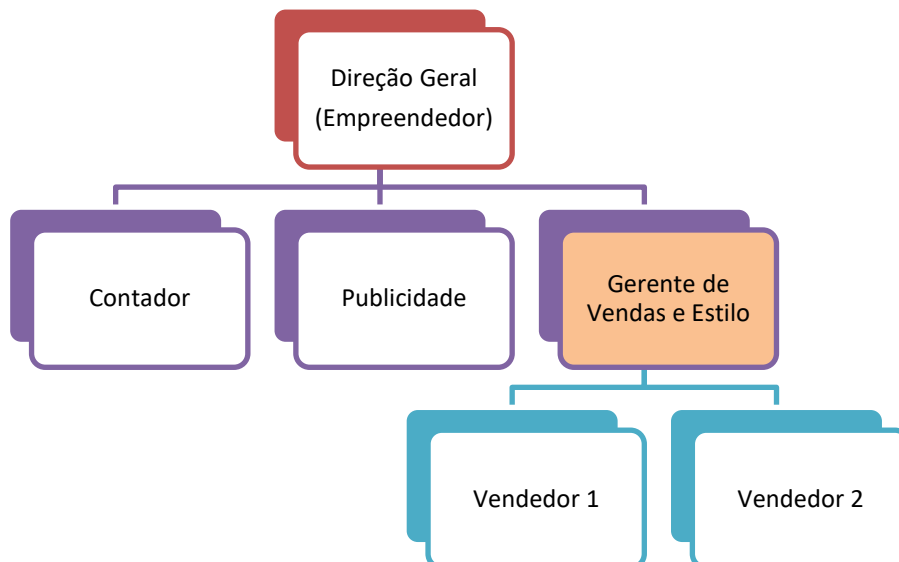 Direção Geral
(Empreendedor)
Contador
Publicidade
Gerente de
Vendas e Estilo
Vendedor 1
Vendedor 2